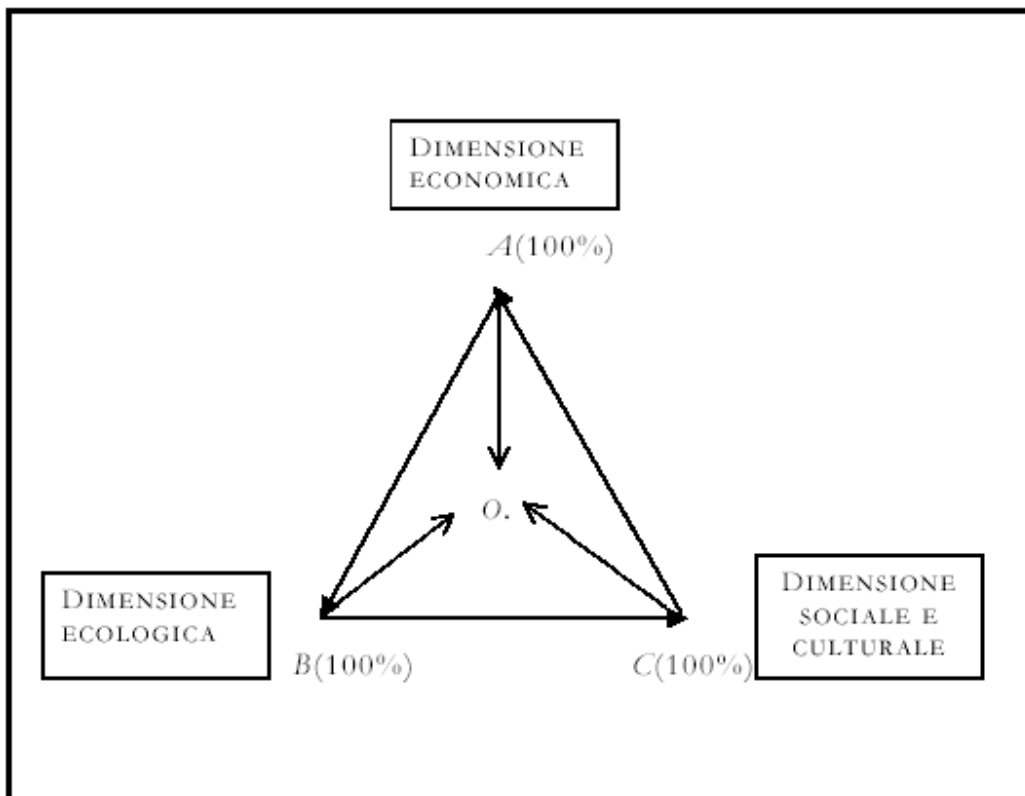 DIMENSIONE
ECONOMICA
A(100%)
O.
DIMENSIONE
ECOLOGICA
B(100%)
C(100%)
DIMENSIONE
SOCIALE E
CULTURALE